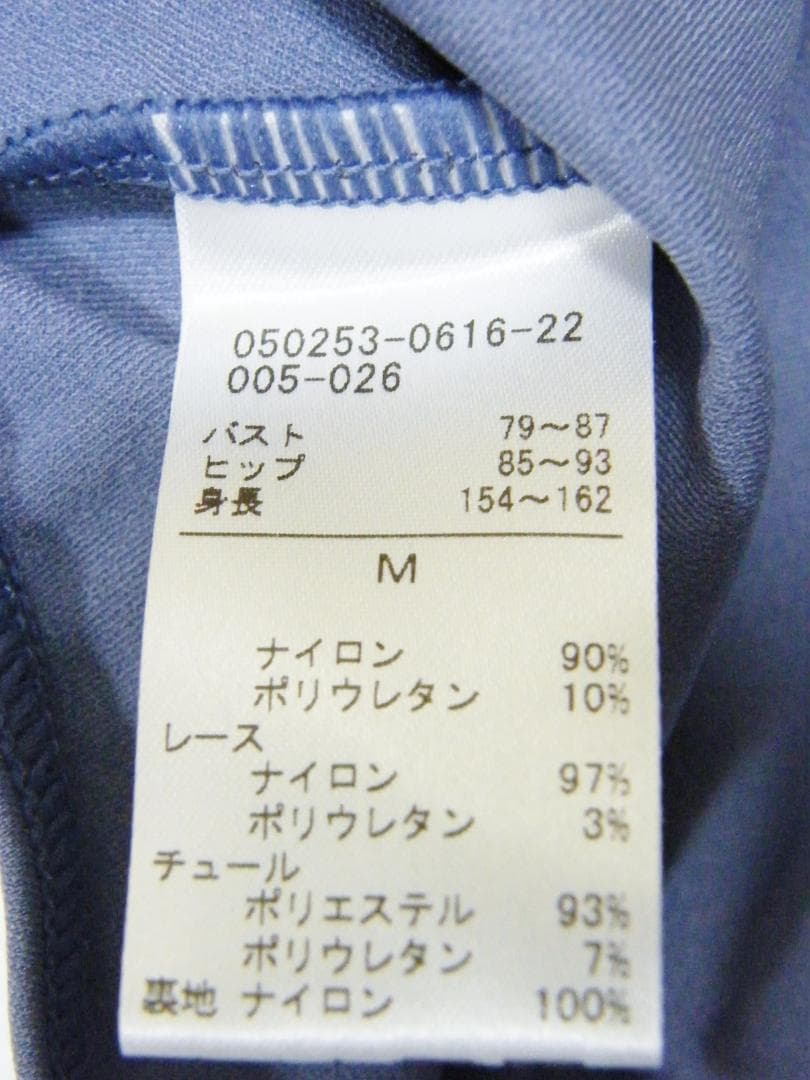 050253-0616-22
005-026
バスト 79～87
ヒップ 85～93
身長 154～162
M
ナイロン 90%
ポリウレタン 10%
レース
ナイロン 97%
ポリウレタン 3%
チュール
ポリエステル 93%
ポリウレタン 7%
裏地 ナイロン 100%